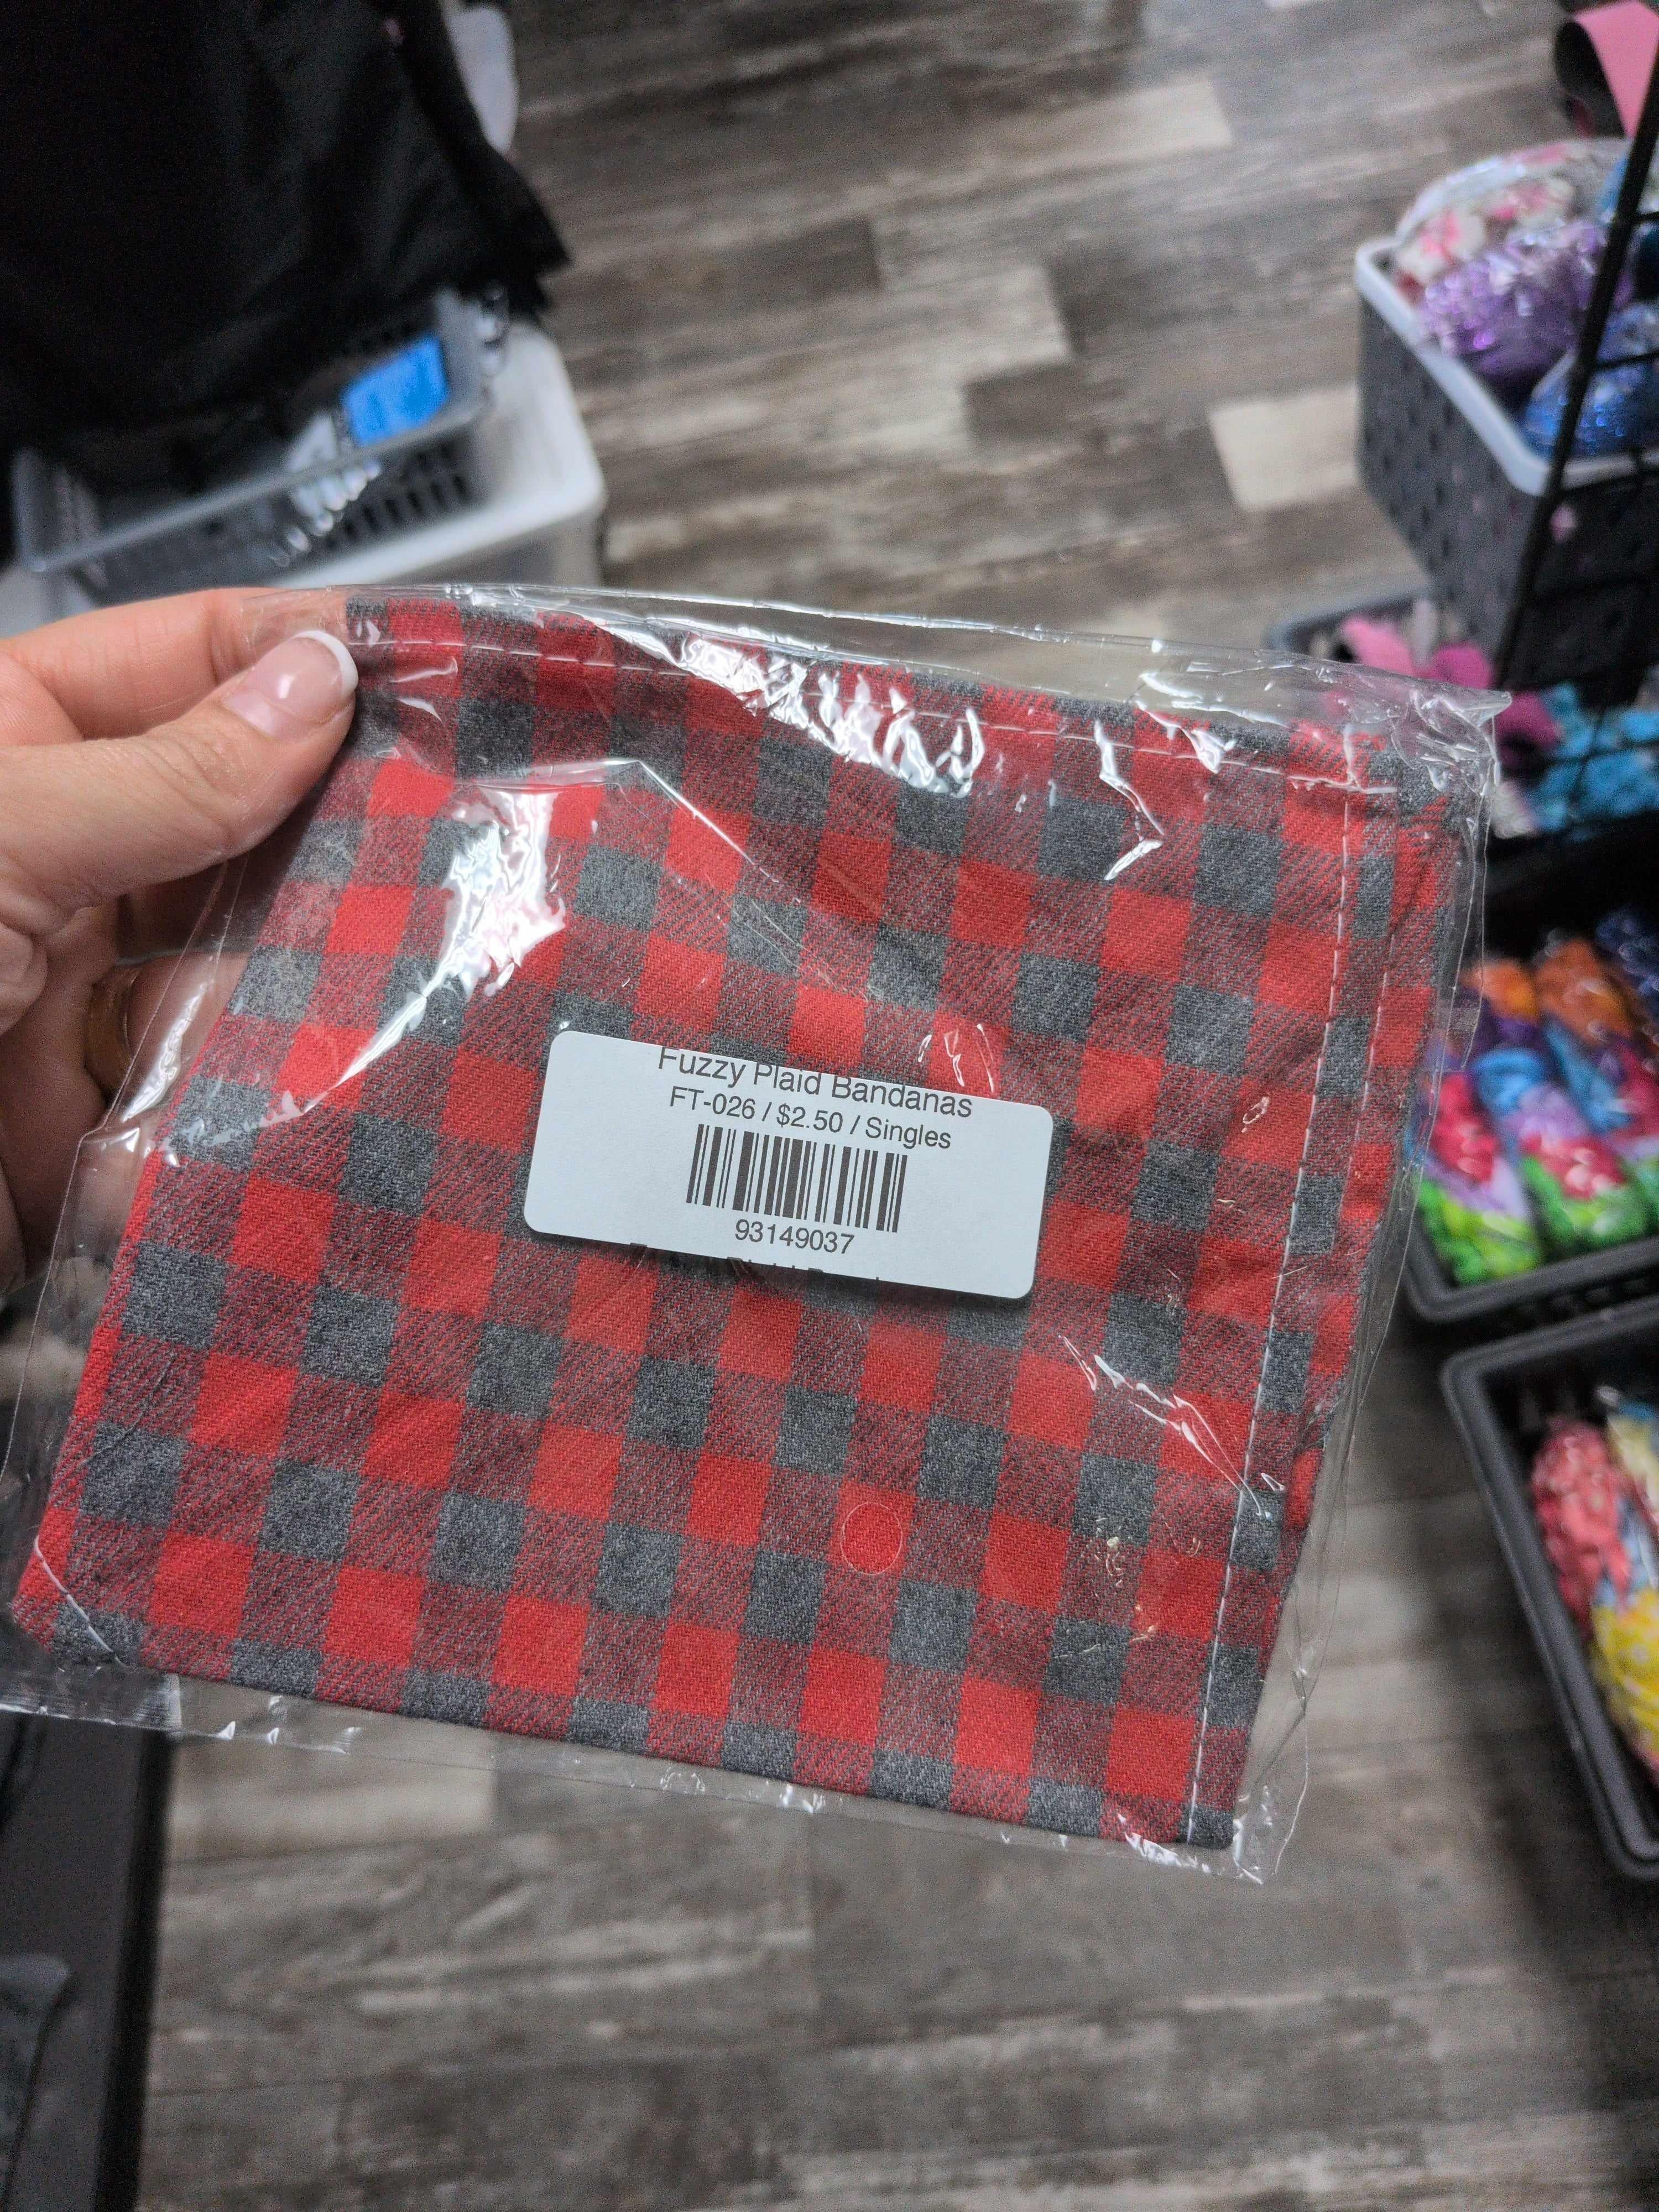 Fuzzy Plaid Bandanas
FT-026 / $2.50 / Singles
93149037